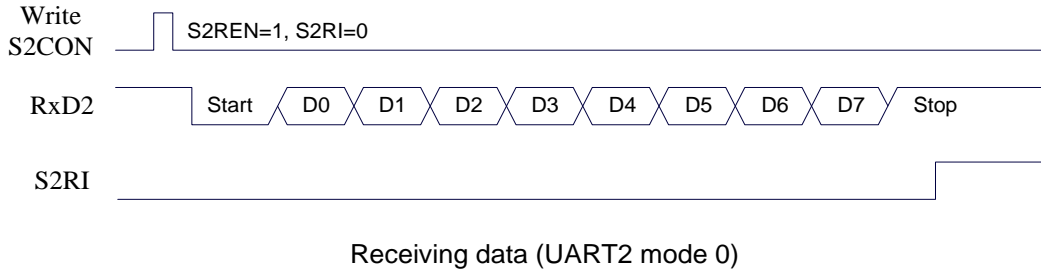 Write
S2CON
S2REN=1, S2RI=0
RxD2
Start D0 D1 D2 D3 D4 D5 D6 D7 Stop
S2RI
Receiving data (UART2 mode 0)